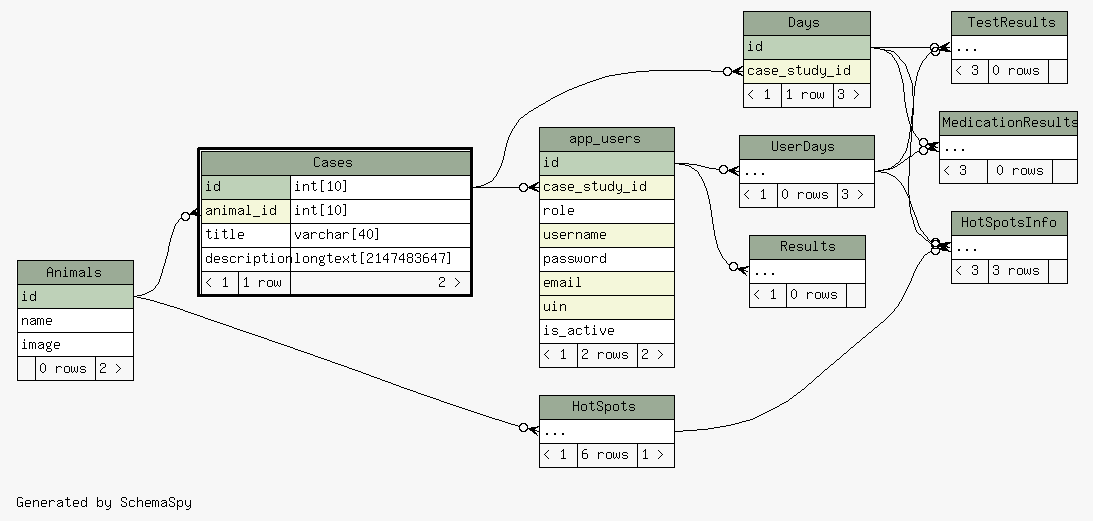 Days
id
case_study_id
< 1 1 row 3 >
TestResults
...
< 3 0 rows
MedicationResults
...
< 3 0 rows
HotSpotsInfo
...
< 3 3 rows
UserDays
...
< 1 0 rows 3 >
Results
...
< 1 0 rows
app_users
id
case_study_id
role
username
password
email
uin
is_active
< 1 2 rows 2 >
Cases
id int[10]
animal_id int[10]
title varchar[40]
description longtext[2147483647]
< 1 1 row 2 >
Animals
id
name
image
0 rows 2 >
HotSpots
...
< 1 6 rows 1 >
Generated by SchemaSpy